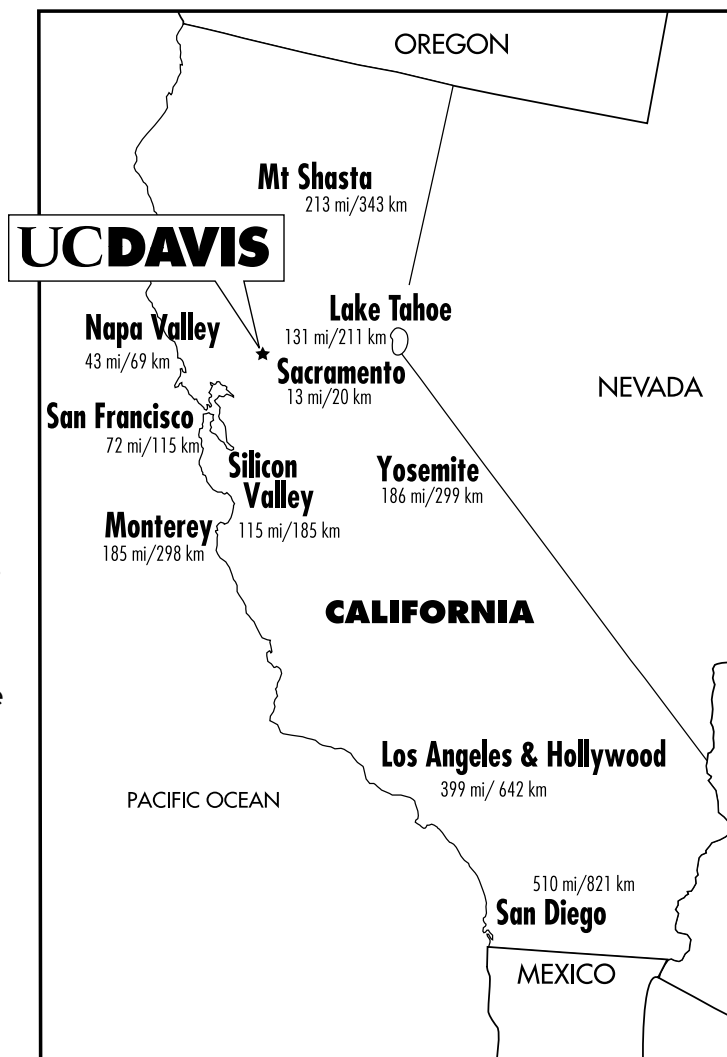 OREGON
Mt Shasta
213 mi/343 km
UCDAVIS
Lake Tahoe
131 mi/211 km
Napa Valley
43 mi/69 km
Sacramento
13 mi/20 km
NEVADA
San Francisco
72 mi/115 km
Silicon
Valley
115 mi/185 km
Yosemite
186 mi/299 km
Monterey
185 mi/298 km
CALIFORNIA
e
Los Angeles & Hollywood
399 mi/ 642 km
PACIFIC OCEAN
510 mi/821 km
San Diego
MEXICO